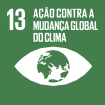 13 AÇÃO CONTRA A
MUDANÇA GLOBAL
DO CLIMA